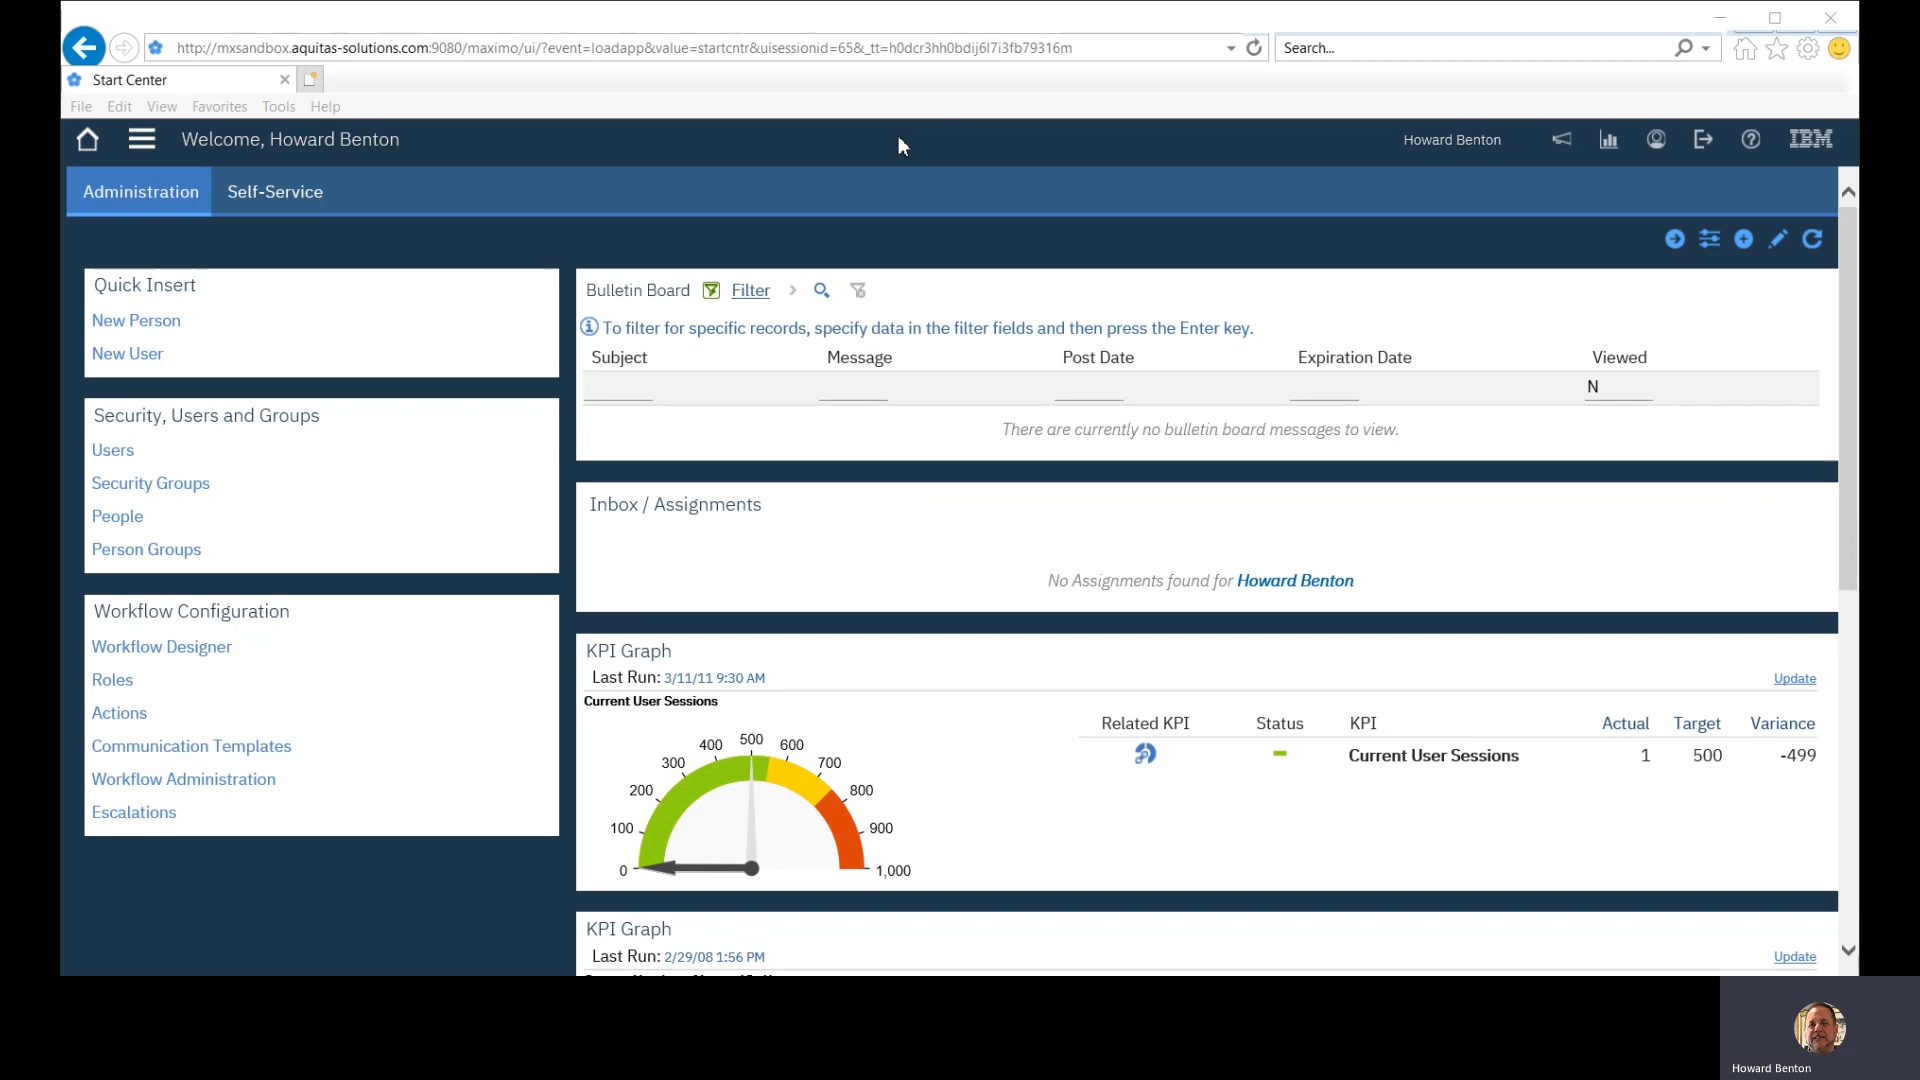 http://mxsandbox.aquitas-solutions.com:9080/maximo/ui/?event=loadapp&value=startcntr&uisessionid=65&_tt=h0dcr3hh0bdij6l7i3fb79316m
Search...
Start Center
File Edit View Favorites Tools Help
Welcome, Howard Benton
Howard Benton
IBM
Administration
Self-Service
Quick Insert
New Person
New User
Security, Users and Groups
Users
Security Groups
People
Person Groups
Workflow Configuration
Workflow Designer
Roles
Actions
Communication Templates
Workflow Administration
Escalations
Bulletin Board Filter
To filter for specific records, specify data in the filter fields and then press the Enter key.
Subject Message Post Date Expiration Date Viewed
N
There are currently no bulletin board messages to view.
Inbox / Assignments
No Assignments found for Howard Benton
KPI Graph
Last Run: 3/11/11 9:30 AM
Update
Current User Sessions
0 100 200 300 400 500 600 700 800 900 1,000
Related KPI Status KPI Actual Target Variance
Current User Sessions 1 500 -499
KPI Graph
Last Run: 2/29/08 1:56 PM
Update
Howard Benton